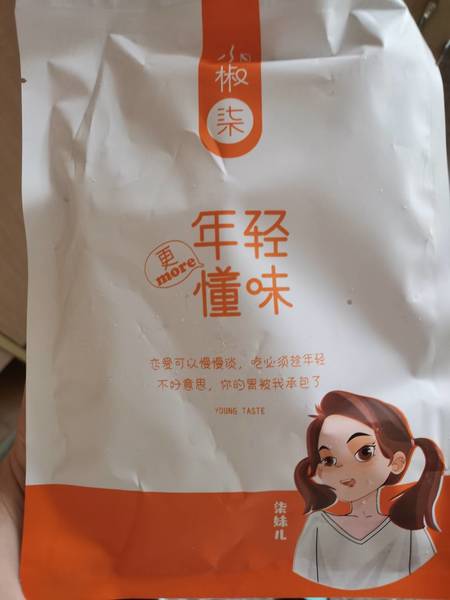 椒
柒
年轻
更
more
懂味
恋爱可以慢慢谈，吃必须趁年轻
不好意思，你的胃被我承包了
YOUNG TASTE
柒妹儿